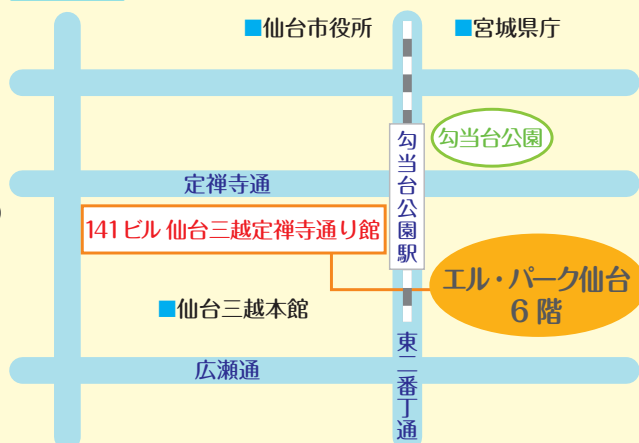 ■仙台市役所
■宮城県庁
勾当台公園
勾当台公園駅
定禅寺通
141ビル 仙台三越定禅寺通り館
エル・パーク仙台
6階
■仙台三越本館
広瀬通
東二番丁通